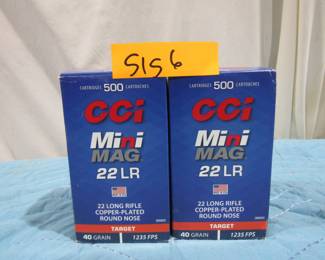 SIS6
CARTRIDGES 500 CARTOUCHES
CCi
Mini
MAG
22 LR
22 LONG RIFLE
COPPER-PLATED
ROUND NOSE
TARGET
40 GRAIN 1235 FPS
CARTRIDGES 500 CARTOUCHES
CCi
Mini
MAG
22 LR
22 LONG RIFLE
COPPER-PLATED
ROUND NOSE
TARGET
40 GRAIN 1235 FPS